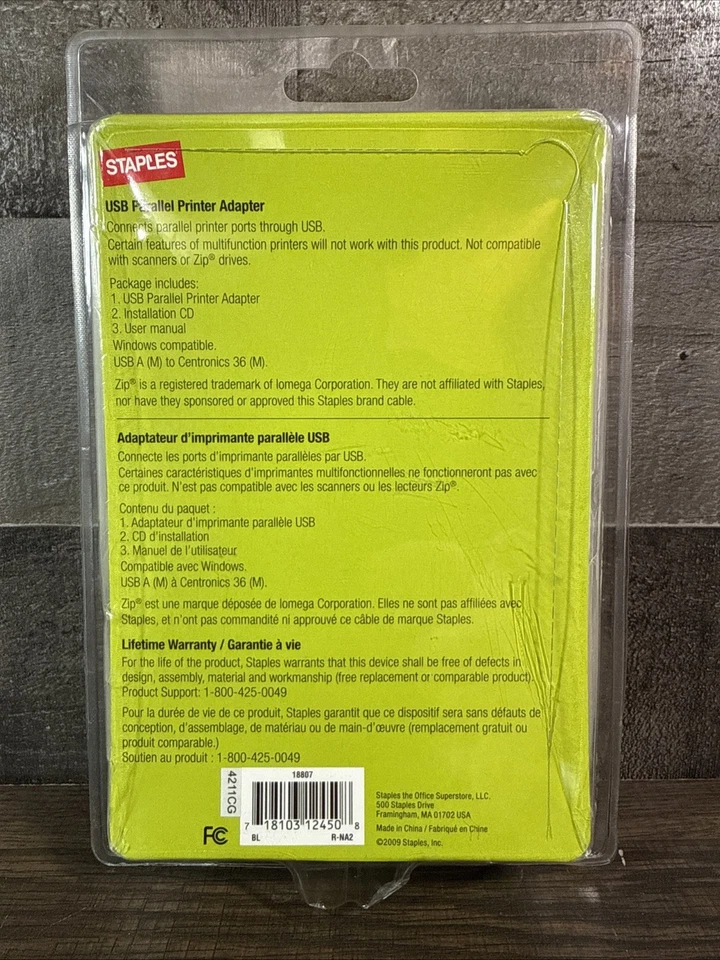 STAPLES
USB Parallel Printer Adapter
Connects parallel printer ports through USB.
Certain features of multifunction printers will not work with this product. Not compatible
with scanners or Zip® drives.
Package includes:
1. USB Parallel Printer Adapter
2. Installation CD
3. User manual
Windows compatible.
USB A (M) to Centronics 36 (M).
Zip® is a registered trademark of Iomega Corporation. They are not affiliated with Staples,
nor have they sponsored or approved this Staples brand cable.
Adaptateur d'imprimante parallèle USB
Connecte les ports d'imprimante parallèles par USB.
Certaines caractéristiques d'imprimantes multifonctionnelles ne fonctionneront pas avec
ce produit. N'est pas compatible avec les scanners ou les lecteurs Zip®.
Contenu du paquet :
1. Adaptateur d'imprimante parallèle USB
2. CD d'installation
3. Manuel de l'utilisateur
Compatible avec Windows.
USB A (M) à Centronics 36 (M).
Zip® est une marque déposée de Iomega Corporation. Elles ne sont pas affiliées avec
Staples, et n'ont pas commandité ni approuvé ce câble de marque Staples.
Lifetime Warranty / Garantie à vie
For the life of the product, Staples warrants that this device shall be free of defects in
design, assembly, material and workmanship (free replacement or comparable product).
Product Support: 1-800-425-0049
Pour la durée de vie de ce produit, Staples garantit que ce dispositif sera sans défauts de
conception, d'assemblage, de matériau ou de main-d'œuvre (remplacement gratuit ou
produit comparable.)
Soutien au produit : 1-800-425-0049
4211CG
18807
7 18103 12450 8
BL R-NA2
FC
Staples the Office Superstore, LLC.
500 Staples Drive
Framingham, MA 01702 USA
Made in China / Fabriqué en Chine
©2009 Staples, Inc.